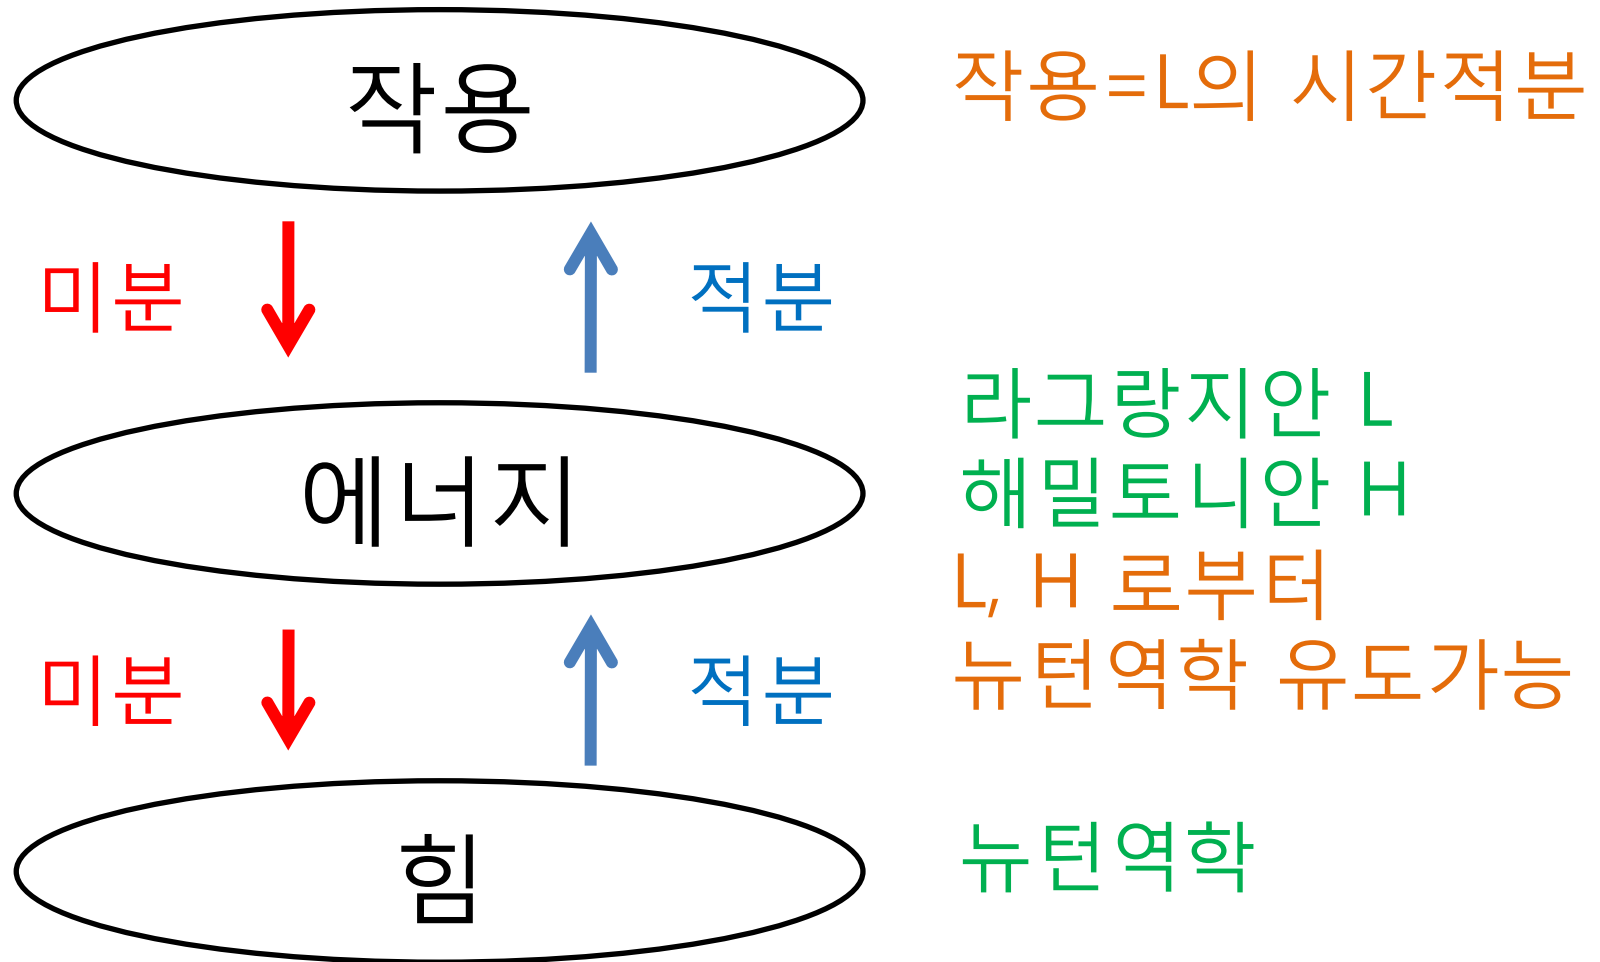 작용
작용=L의 시간적분
미분
적분
라그랑지안 L
해밀토니안 H
에너지
L, H 로부터
뉴턴역학 유도가능
미분
적분
힘
뉴턴역학